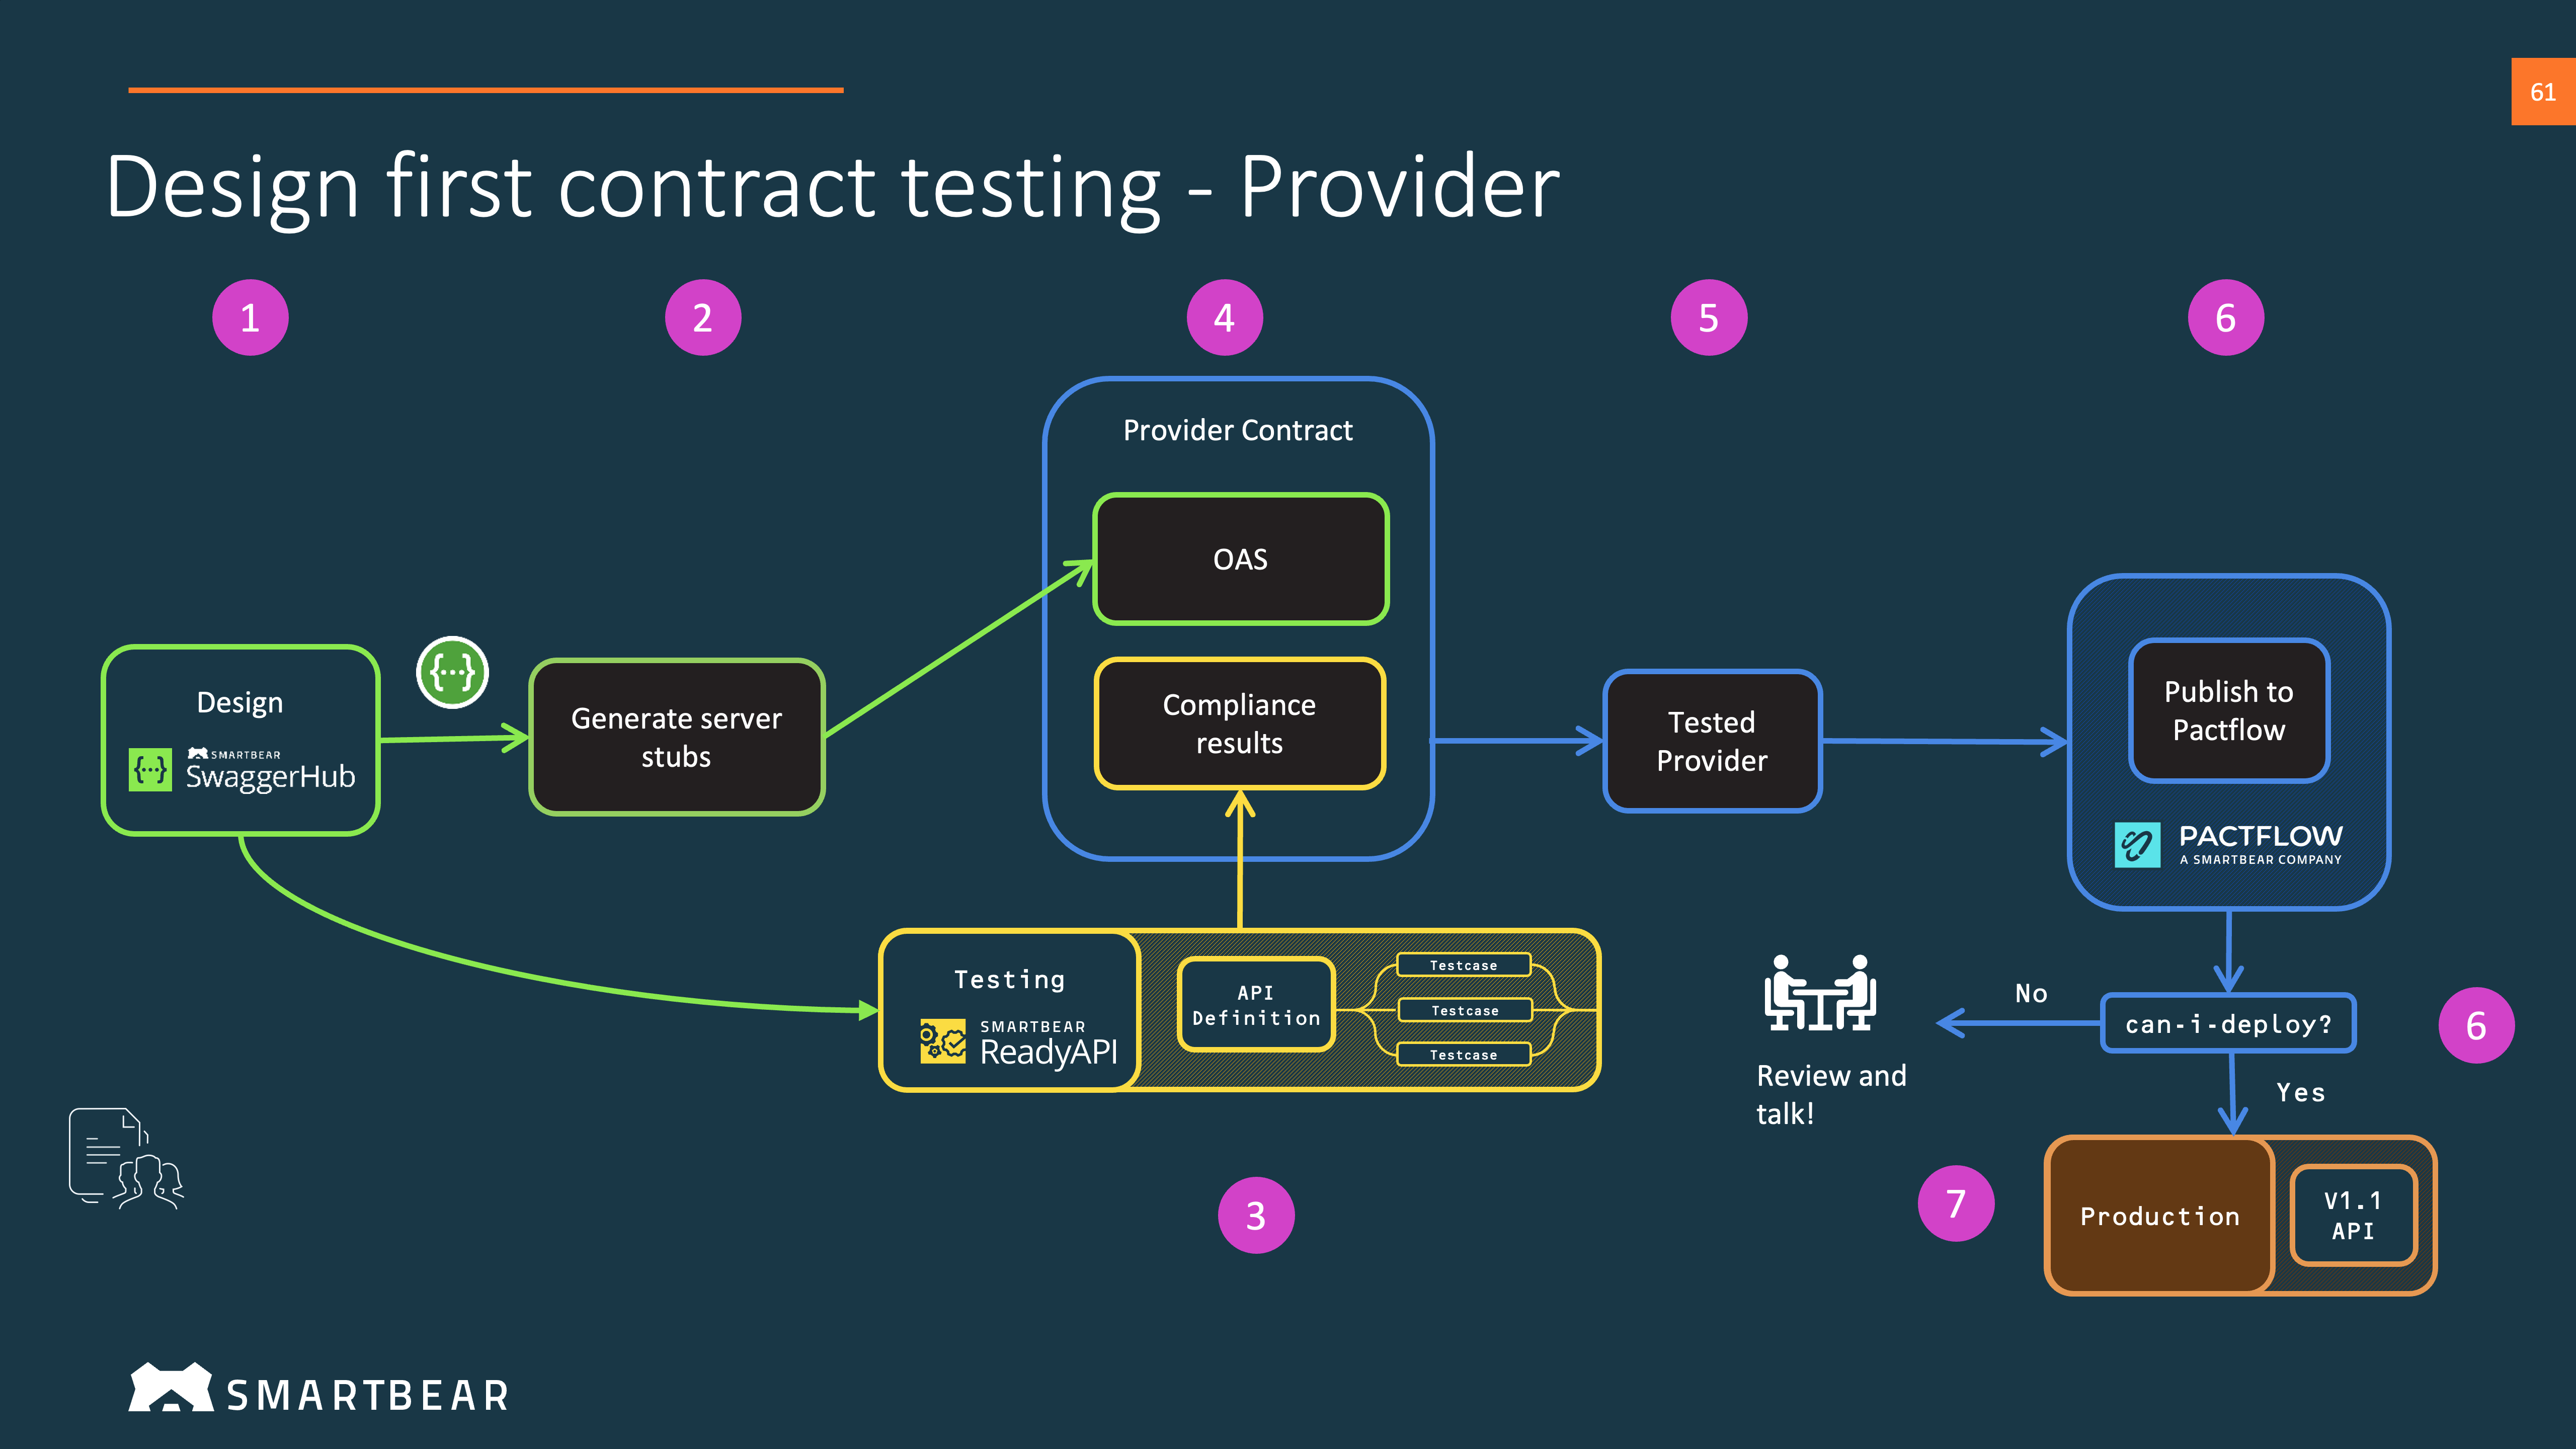 61
Design first contract testing - Provider
1
2
4
5
6
Provider Contract
OAS
Compliance
results
Design
{...}
SMARTBEAR
{...} SwaggerHub
Generate server
stubs
Tested
Provider
Publish to
Pactflow
PACTFLOW
A SMARTBEAR COMPANY
Testing
SMARTBEAR
ReadyAPI
API
Definition
Testcase
Testcase
Testcase
Review and
talk!
No
can-i-deploy?
6
Yes
3
7
Production
V1.1
API
SMARTBEAR